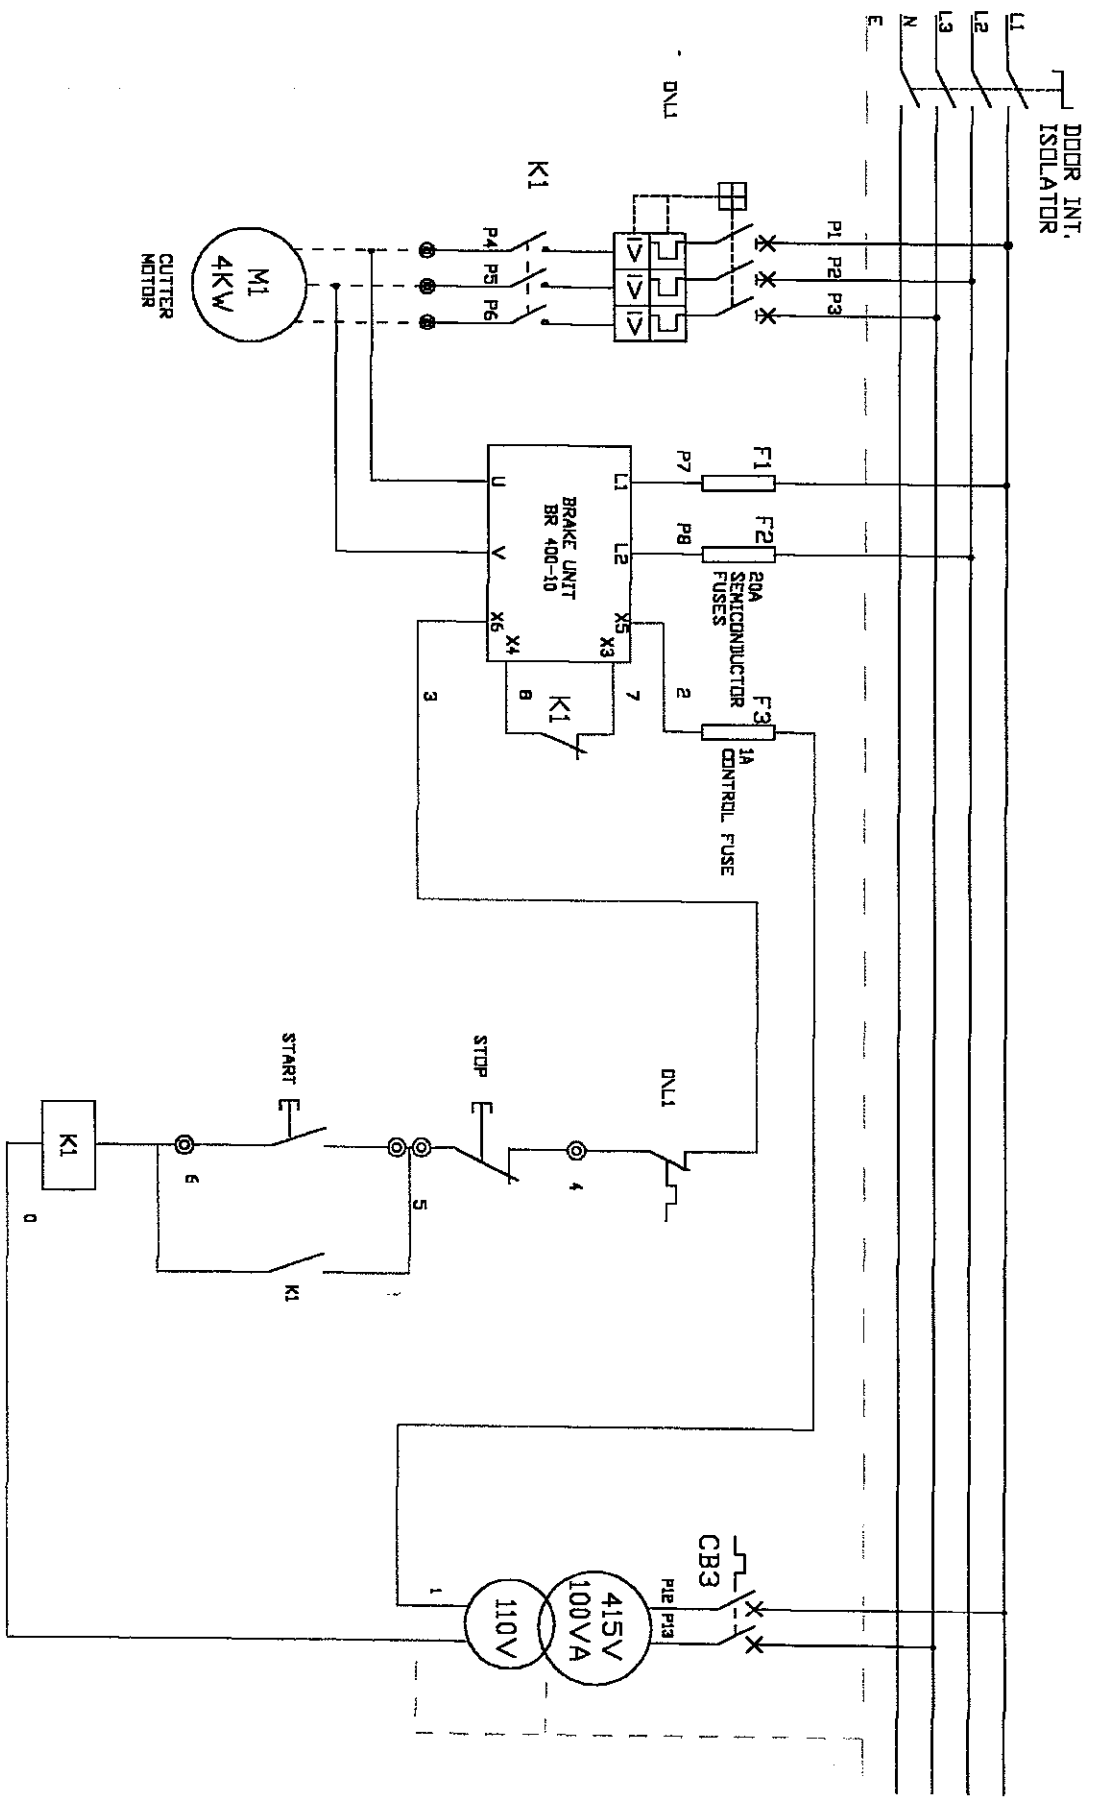 L1
L2
L3
N
E
DOOR INT.
ISOLATOR
O\L1
P1
P2
P3
I>
I>
I>
K1
P4
P5
P6
M1
4KW
CUTTER
MOTOR
F1
F2
20A
SEMICONDUCTOR
FUSES
P7
P8
L1
L2
X5
X3
BRAKE UNIT
BR 400-10
U
V
X6
X4
F3
1A
CONTROL FUSE
2
7
K1
8
3
O\L1
4
STOP
5
START
K1
6
K1
0
CB3
P12
P13
415V
100VA
110V
1